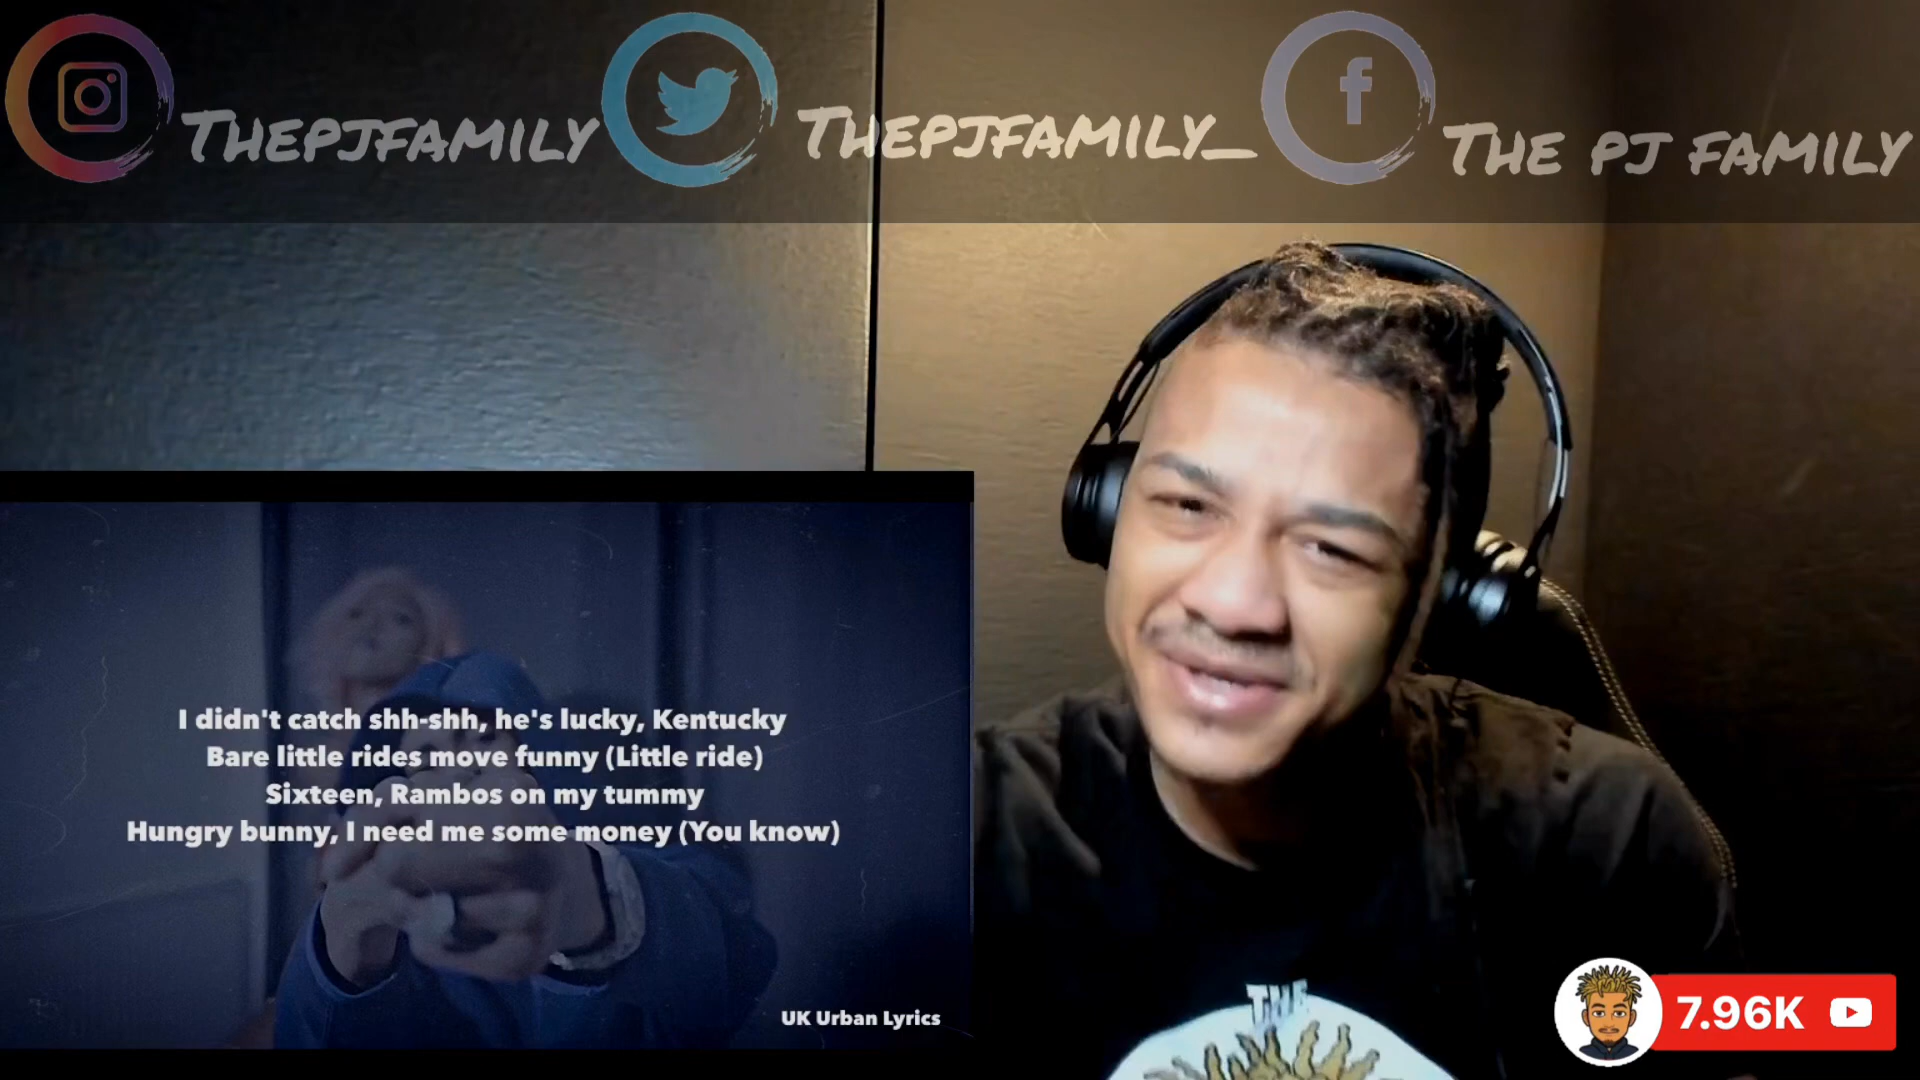 THEPJFAMILY
THEPJFAMILY_
THE PJ FAMILY
I didn't catch shh-shh, he's lucky, Kentucky
Bare little rides move funny (Little ride)
Sixteen, Rambos on my tummy
Hungry bunny, I need me some money (You know)
UK Urban Lyrics
THE
7.96K